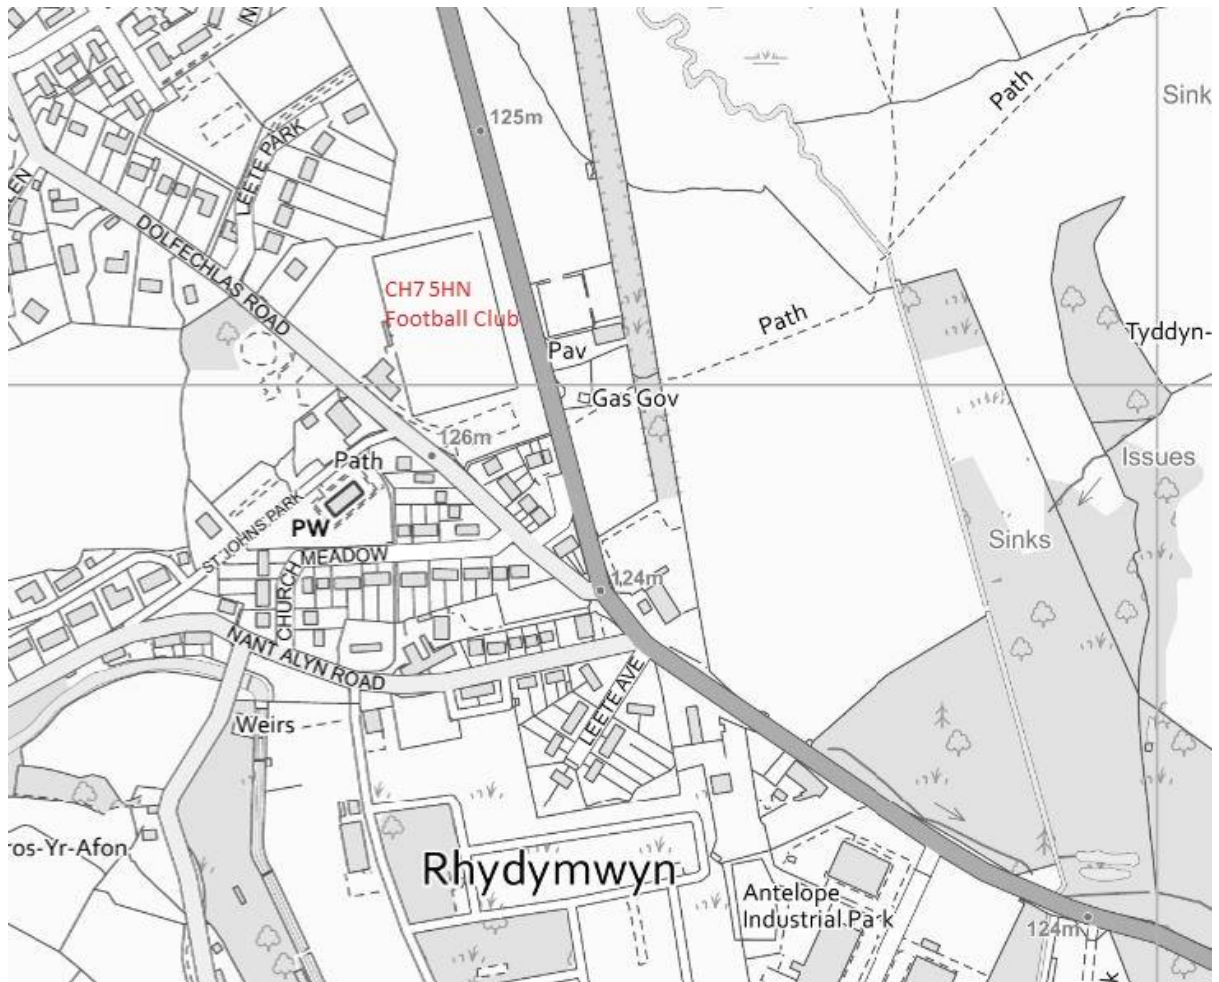 125m
Path
Sink
LEETE PARK
EN
DOLFECHLAS ROAD
CH7 5HN
Football Club
Path
Pav
Tyddyn-
Gas Gov
126m
Path
Issues
PW
ST JOHNS PARK
Sinks
MEADOW
CHURCH
124m
NANT ALYN ROAD
LEETE AVE
Weirs
ros-Yr-Afon
Rhydymwyn
Antelope
Industrial Park
124m
k